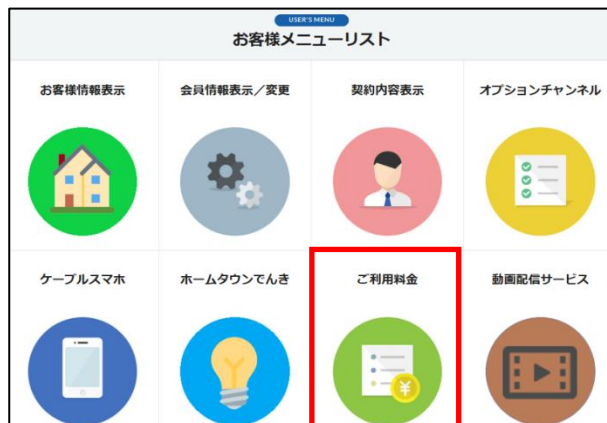 USER'S MENU
お客様メニューリスト
お客様情報表示
会員情報表示／変更
契約内容表示
オプションチャンネル
ケーブルスマホ
ホームタウンでんき
ご利用料金
動画配信サービス
¥